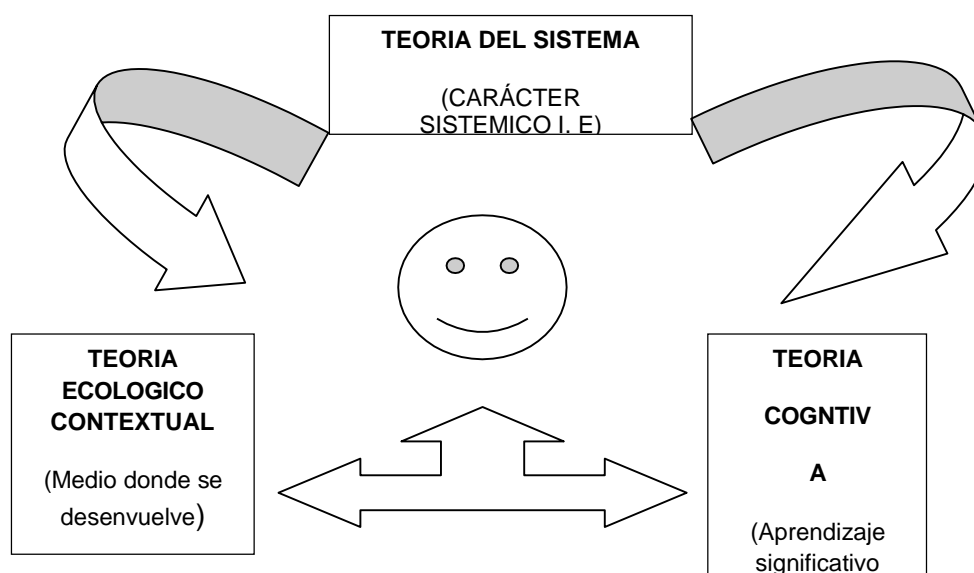 TEORIA DEL SISTEMA
(CARÁCTER
SISTEMICO I. E)
TEORIA
ECOLOGICO
CONTEXTUAL
(Medio donde se
desenvuelve)
TEORIA
COGNTIV
A
(Aprendizaje
significativo